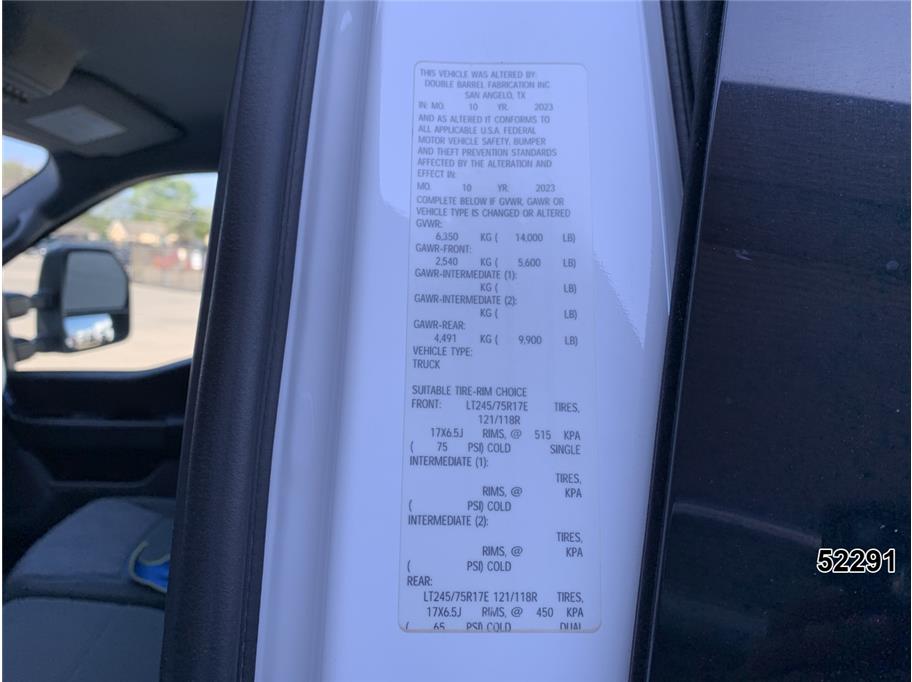 THIS VEHICLE WAS ALTERED BY:
DOUBLE BARREL FABRICATION INC
SAN ANGELO, TX
IN: MO. 10 YR. 2023
AND AS ALTERED IT CONFORMS TO
ALL APPLICABLE U.S.A. FEDERAL
MOTOR VEHICLE SAFETY, BUMPER
AND THEFT PREVENTION STANDARDS
AFFECTED BY THE ALTERATION AND
EFFECT IN:
MO. 10 YR. 2023
COMPLETE BELOW IF GVWR, GAWR OR
VEHICLE TYPE IS CHANGED OR ALTERED
GVWR:
6,350 KG ( 14,000 LB)
GAWR-FRONT:
2,540 KG ( 5,600 LB)
GAWR-INTERMEDIATE (1):
KG ( LB)
GAWR-INTERMEDIATE (2):
KG ( LB)
GAWR-REAR:
4,491 KG ( 9,900 LB)
VEHICLE TYPE:
TRUCK
SUITABLE TIRE-RIM CHOICE
FRONT: LT245/75R17E TIRES,
121/118R
17X6.5J RIMS, @ 515 KPA
( 75 PSI) COLD SINGLE
INTERMEDIATE (1):
TIRES,
RIMS, @ KPA
( PSI) COLD
INTERMEDIATE (2):
TIRES,
RIMS, @ KPA
( PSI) COLD
REAR:
LT245/75R17E 121/118R TIRES,
17X6.5J RIMS, @ 450 KPA
( 65 PSI) COLD DUAL
52291